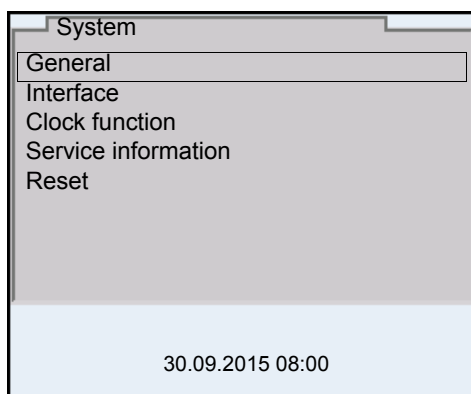 System
General
Interface
Clock function
Service information
Reset
30.09.2015 08:00